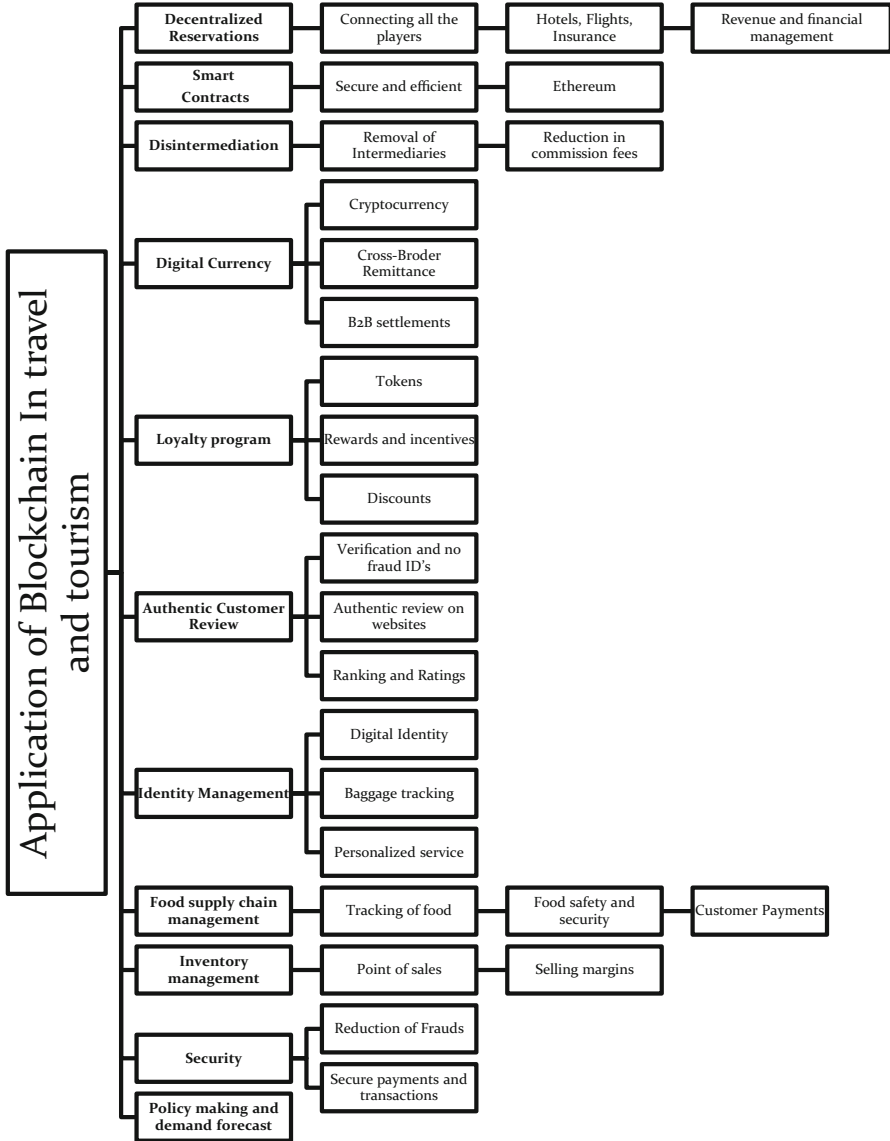 Application of Blockchain In travel
and tourism
Decentralized
Reservations
Connecting all the
players
Hotels, Flights,
Insurance
Revenue and financial
management
Smart
Contracts
Secure and efficient
Ethereum
Disintermediation
Removal of
Intermediaries
Reduction in
commission fees
Digital Currency
Cryptocurrency
Cross-Broder
Remittance
B2B settlements
Loyalty program
Tokens
Rewards and incentives
Discounts
Authentic Customer
Review
Verification and no
fraud ID's
Authentic review on
websites
Ranking and Ratings
Identity Management
Digital Identity
Baggage tracking
Personalized service
Food supply chain
management
Tracking of food
Food safety and
security
Customer Payments
Inventory
management
Point of sales
Selling margins
Security
Reduction of Frauds
Secure payments and
transactions
Policy making and
demand forecast